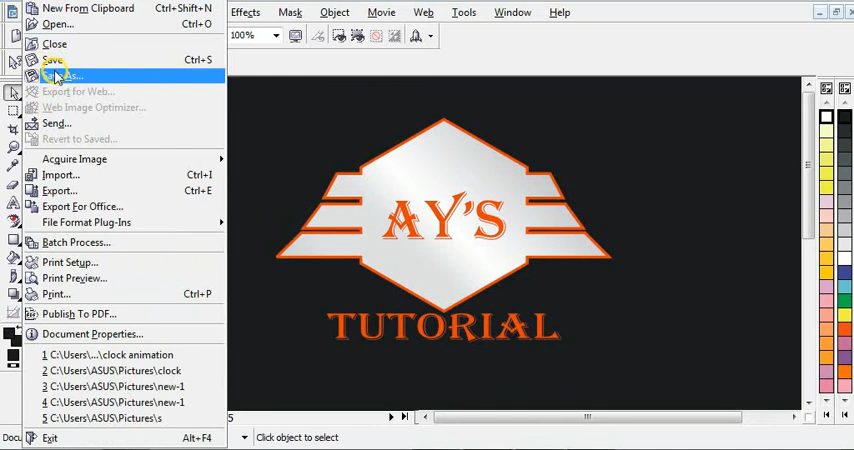 Effects Mask Object Movie Web Tools Window Help
New From Clipboard Ctrl+Shift+N
Open... Ctrl+O
Close
Save Ctrl+S
Save As...
Export for Web...
Web Image Optimizer...
Send...
Revert to Saved...
Acquire Image
Import... Ctrl+I
Export... Ctrl+E
Export For Office...
File Format Plug-Ins
Batch Process...
Print Setup...
Print Preview...
Print... Ctrl+P
Publish To PDF...
Document Properties...
1 C:\Users\...\clock animation
2 C:\Users\ASUS\Pictures\clock
3 C:\Users\ASUS\Pictures\new-1
4 C:\Users\ASUS\Pictures\new-1
5 C:\Users\ASUS\Pictures\s
Exit Alt+F4
100%
AY'S
TUTORIAL
5
Docu
Click object to select